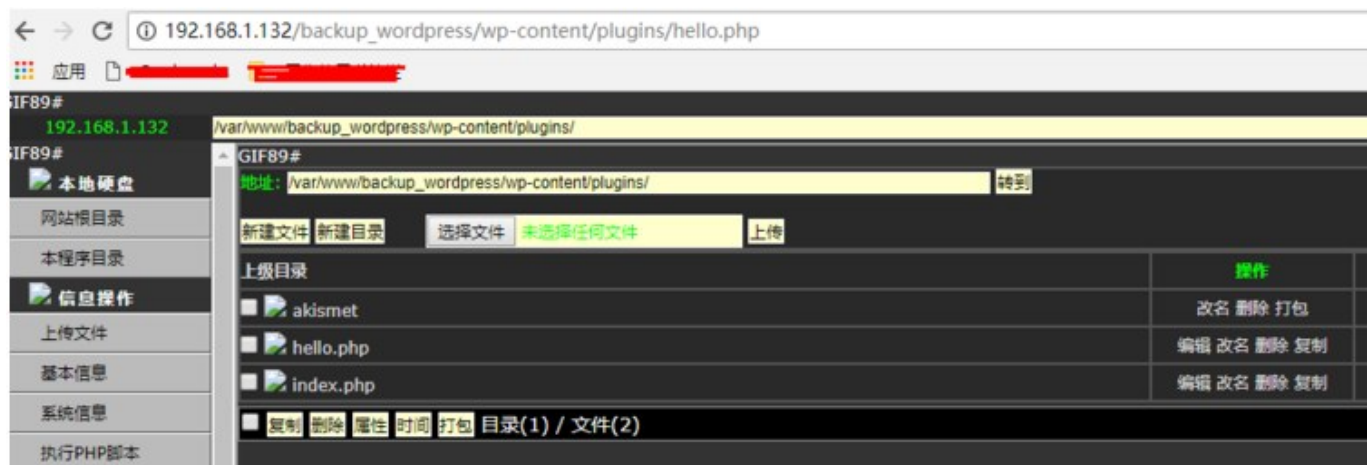 192.168.1.132/backup_wordpress/wp-content/plugins/hello.php
应用
GIF89#
192.168.1.132 /var/www/backup_wordpress/wp-content/plugins/
GIF89#
本地硬盘
网站根目录
本程序目录
信息操作
上传文件
基本信息
系统信息
执行PHP脚本
GIF89#
地址: /var/www/backup_wordpress/wp-content/plugins/ 转到
新建文件 新建目录 选择文件 未选择任何文件 上传
上级目录 操作
akismet 改名 删除 打包
hello.php 编辑 改名 删除 复制
index.php 编辑 改名 删除 复制
复制 删除 属性 时间 打包 目录(1) / 文件(2)